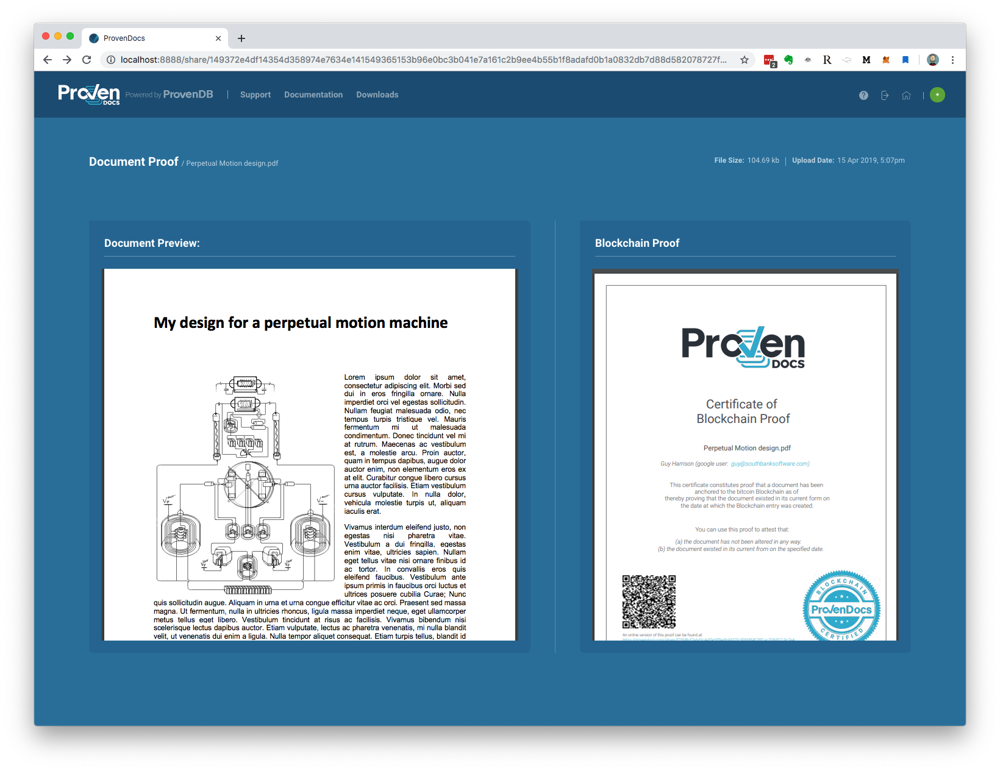 ProvenDocs
localhost:8888/share/149372e4df14354d358974e7634e141549365153b96e0bc3b041e7a161c2b9ee4b55b1f8adafd0b1a0832db7d88d582078727f...
2
R
M
Proven DOCS Powered by ProvenDB | Support Documentation Downloads
Document Proof / Perpetual Motion design.pdf
File Size: 104.69 kb | Upload Date: 15 Apr 2019, 5:07pm
Document Preview:
My design for a perpetual motion machine
Lorem ipsum dolor sit amet,
consectetur adipiscing elit. Morbi sed
dui in eros fringilla ornare. Nulla
imperdiet orci vel egestas sollicitudin.
Nullam feugiat malesuada odio, nec
tempus turpis tristique vel. Mauris
fermentum mi ut malesuada
condimentum. Donec tincidunt vel mi
at rutrum. Maecenas ac vestibulum
est, a molestie arcu. Proin auctor,
quam in tempus dapibus, augue dolor
auctor enim, non elementum eros ex
at elit. Curabitur congue libero cursus
urna auctor facilisis. Etiam vestibulum
cursus vulputate. In nulla dolor,
vehicula molestie turpis ut, aliquam
iaculis erat.
Vivamus interdum eleifend justo, non
egestas nisi pharetra vitae.
Vestibulum a dui fringilla, egestas
enim vitae, ultricies sapien. Nullam
eget tellus vitae nisi ornare finibus id
ac tortor. In convallis eros quis
eleifend faucibus. Vestibulum ante
ipsum primis in faucibus orci luctus et
ultrices posuere cubilia Curae; Nunc
quis sollicitudin augue. Aliquam in urna et urna congue efficitur vitae ac orci. Praesent sed massa
magna. Ut fermentum, nulla in ultricies rhoncus, ligula massa imperdiet neque, eget ullamcorper
metus tellus eget libero. Vestibulum tincidunt at risus ac facilisis. Vivamus bibendum nisi
scelerisque lectus dapibus auctor. Etiam vulputate, lectus ac pharetra venenatis, mi nulla blandit
velit, ut venenatis dui enim a ligula. Nulla tempor aliquet consequat. Etiam turpis tellus, blandit id
Blockchain Proof
Proven
DOCS
Certificate of
Blockchain Proof
Perpetual Motion design.pdf
Guy Harrison (google user: guy@southbanksoftware.com)
This certificate constitutes proof that a document has been
anchored to the bitcoin Blockchain as of
thereby proving that the document existed in its current form on
the date at which the Blockchain entry was created.
You can use this proof to attest that:
(a) the document has not been altered in any way.
(b) the document existed in its current from on the specified date.
BLOCKCHAIN
ProvenDocs
CERTIFIED
An online version of this proof can be found at: